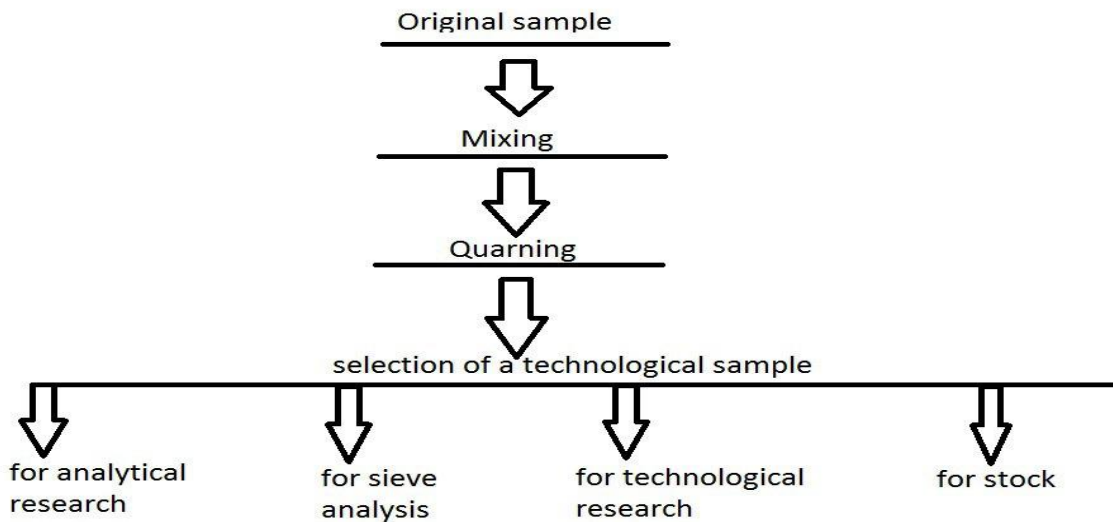 Original sample
Mixing
Quarning
selection of a technological sample
for analytical
research
for sieve
analysis
for technological
research
for stock